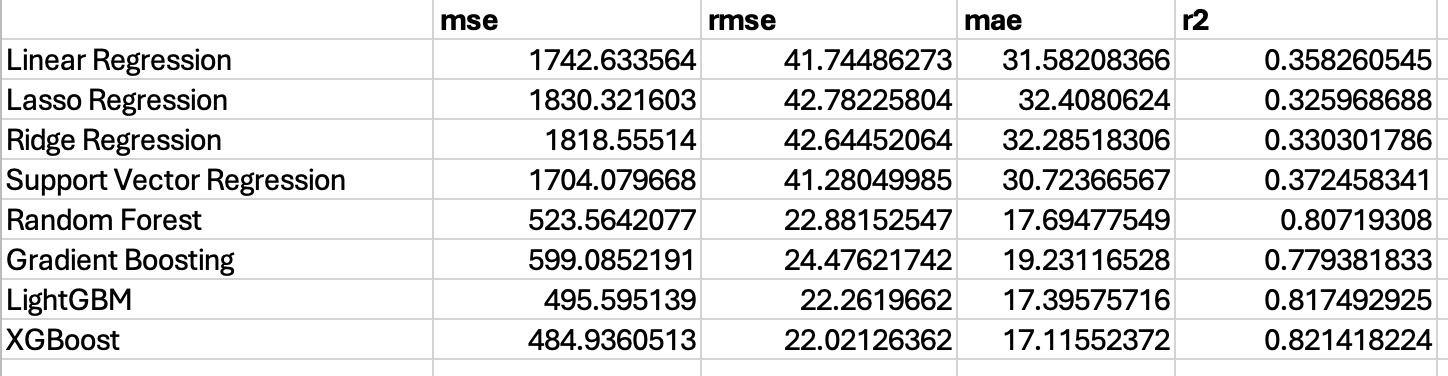 mse rmse mae r2
Linear Regression 1742.633564 41.74486273 31.58208366 0.358260545
Lasso Regression 1830.321603 42.78225804 32.4080624 0.325968688
Ridge Regression 1818.55514 42.64452064 32.28518306 0.330301786
Support Vector Regression 1704.079668 41.28049985 30.72366567 0.372458341
Random Forest 523.5642077 22.88152547 17.69477549 0.80719308
Gradient Boosting 599.0852191 24.47621742 19.23116528 0.779381833
LightGBM 495.595139 22.2619662 17.39575716 0.817492925
XGBoost 484.9360513 22.02126362 17.11552372 0.821418224